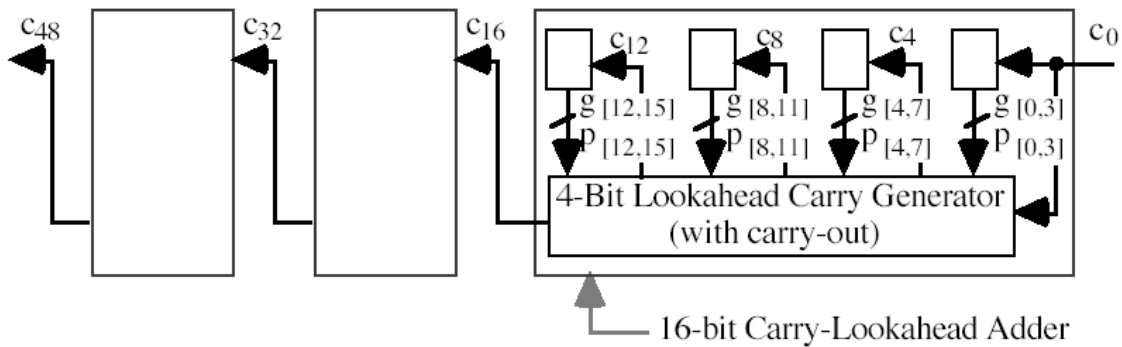 c48 c32 c16 c12 c8 c4 c0
g [12,15] g [8,11] g [4,7] g [0,3]
p [12,15] p [8,11] p [4,7] p [0,3]
4-Bit Lookahead Carry Generator
(with carry-out)
16-bit Carry-Lookahead Adder